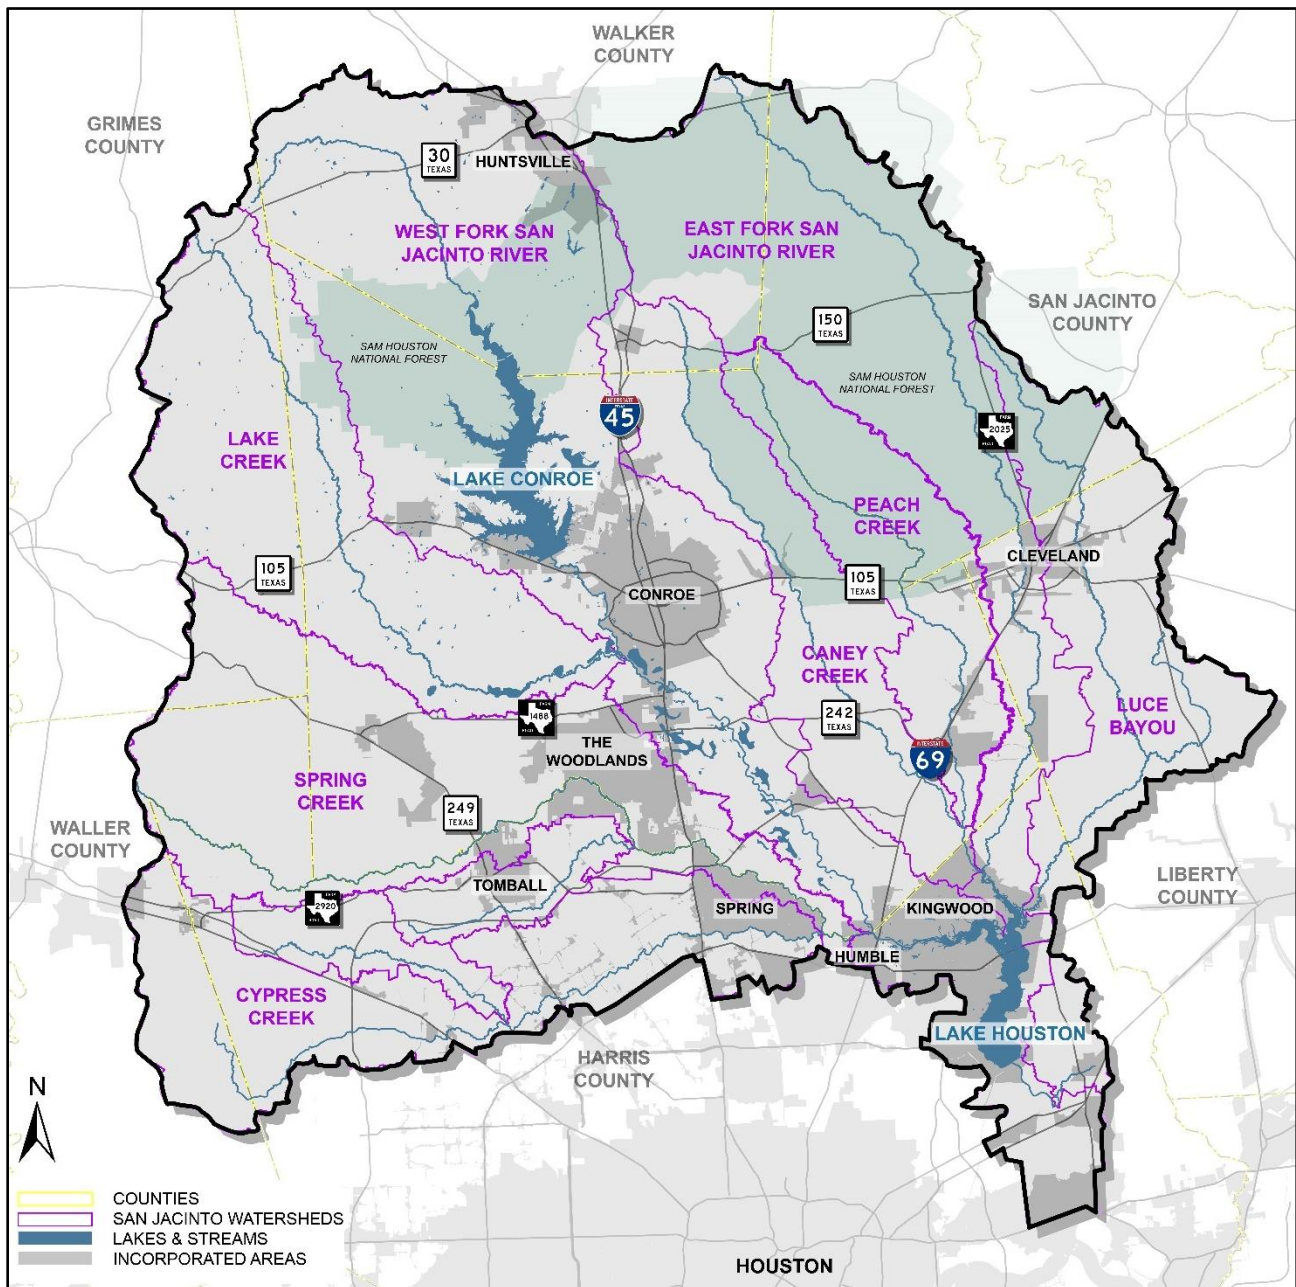 WALKER
COUNTY
GRIMES
COUNTY
30
TEXAS
HUNTSVILLE
WEST FORK SAN
JACINTO RIVER
EAST FORK SAN
JACINTO RIVER
SAN JACINTO
COUNTY
150
TEXAS
SAM HOUSTON
NATIONAL FOREST
SAM HOUSTON
NATIONAL FOREST
INTERSTATE
45
2025
LAKE
CREEK
LAKE CONROE
PEACH
CREEK
CLEVELAND
105
TEXAS
105
TEXAS
CONROE
CANEY
CREEK
LUCE
BAYOU
1488
242
TEXAS
THE
WOODLANDS
INTERSTATE
69
SPRING
CREEK
249
TEXAS
WALLER
COUNTY
LIBERTY
COUNTY
TOMBALL
2920
SPRING
KINGWOOD
HUMBLE
CYPRESS
CREEK
LAKE HOUSTON
HARRIS
COUNTY
N
COUNTIES
SAN JACINTO WATERSHEDS
LAKES & STREAMS
INCORPORATED AREAS
HOUSTON